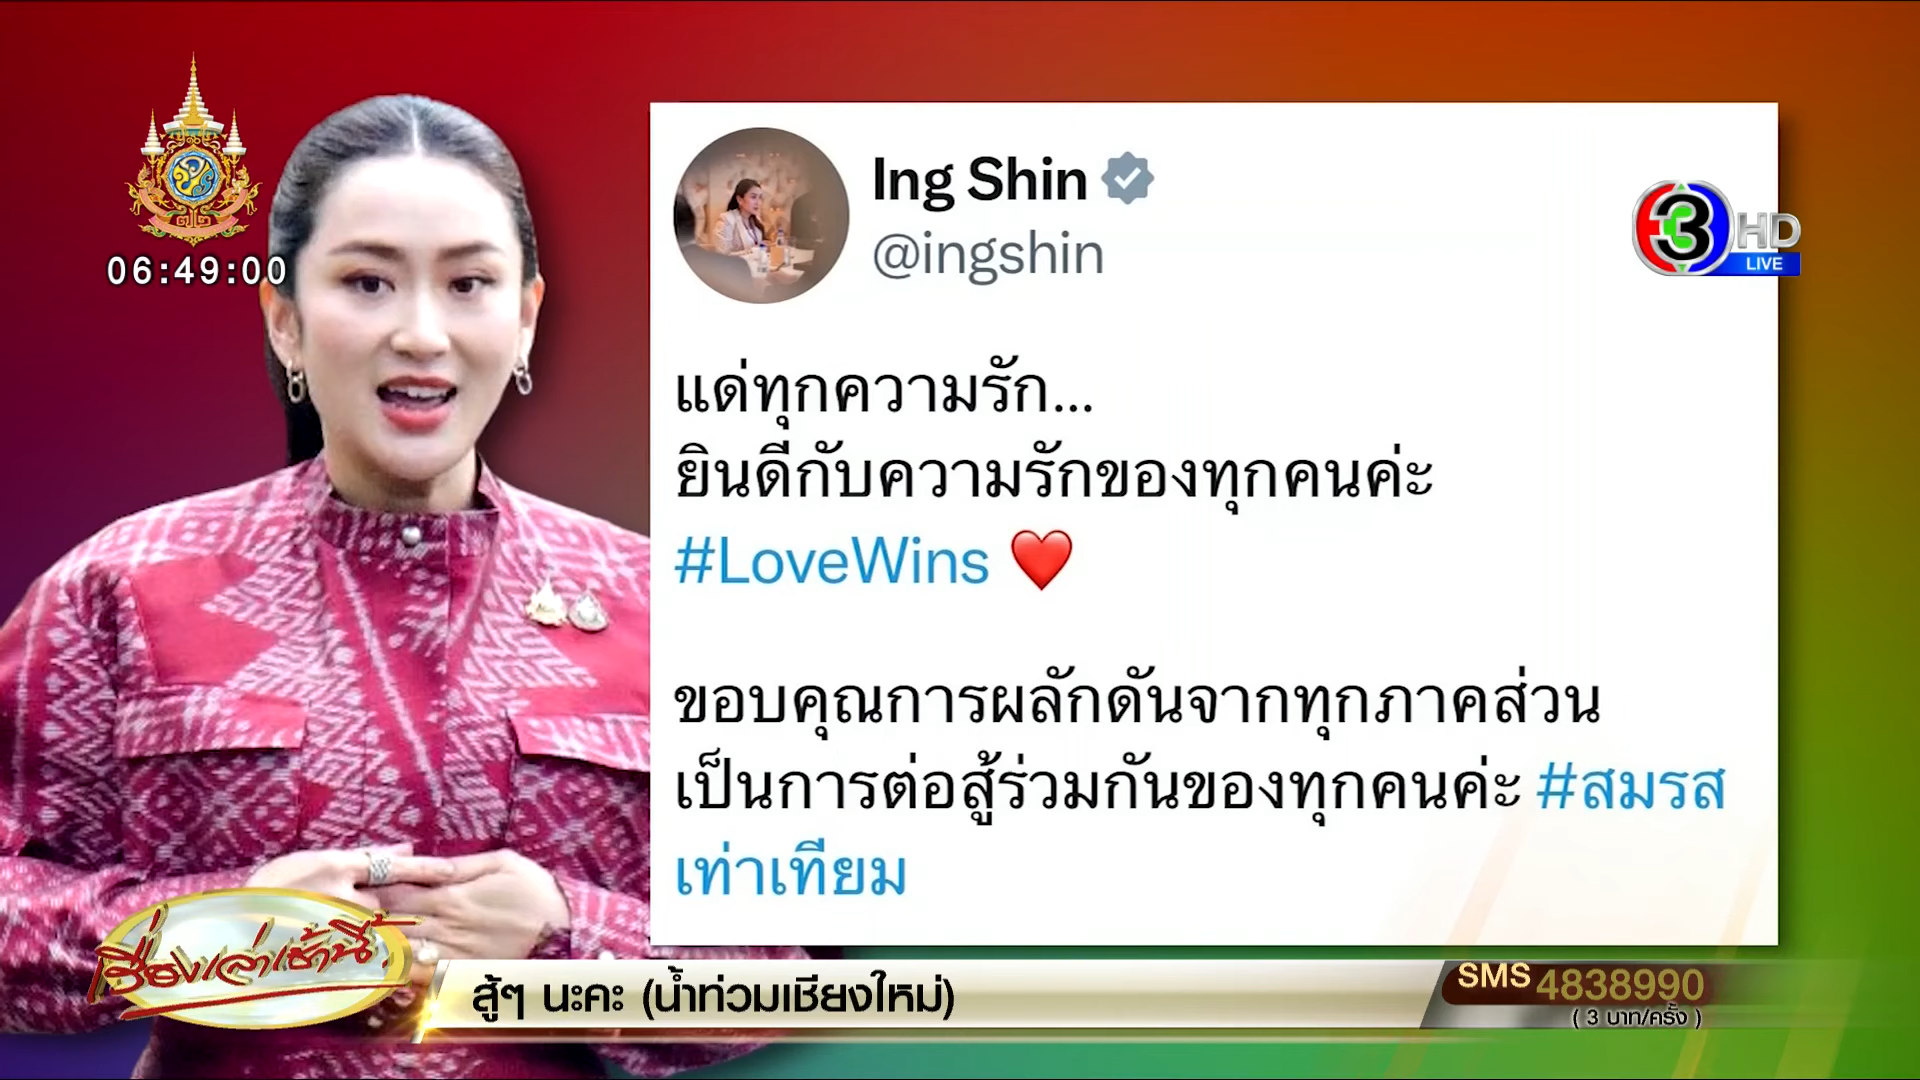 06:49:00
Ing Shin
@ingshin
3 HD
LIVE
แด่ทุกความรัก...
ยินดีกับความรักของทุกคนค่ะ
#LoveWins ❤️
ขอบคุณการผลักดันจากทุกภาคส่วน
เป็นการต่อสู้ร่วมกันของทุกคนค่ะ #สมรส
เท่าเทียม
เรื่องเล่าเช้านี้
สู้ๆ นะคะ (น้ำท่วมเชียงใหม่)
SMS 4838990
( 3 บาท/ครั้ง )